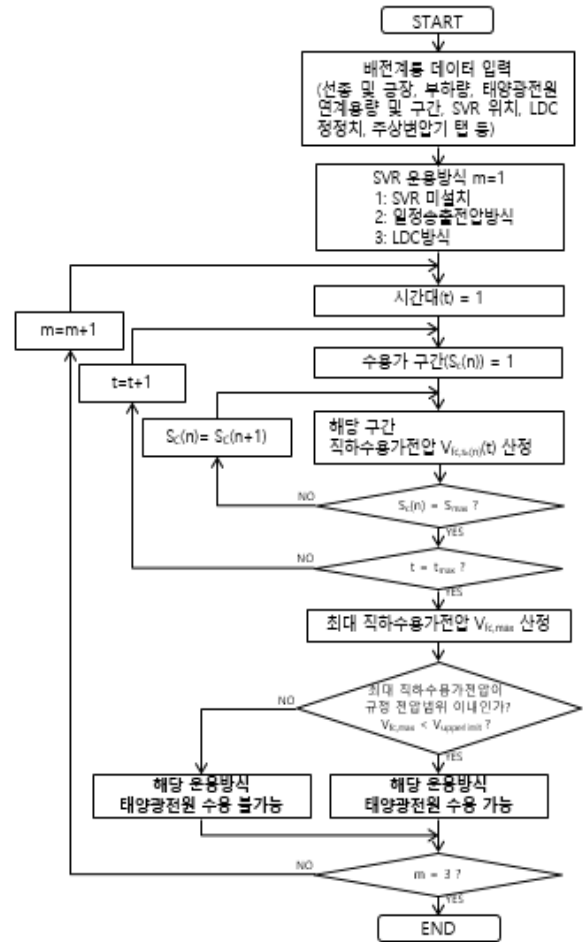 START
배전계통 데이터 입력
(선종 및 긍장, 부하량, 태양광전원
연계용량 및 구간, SVR 위치, LDC
정정치, 주상변압기 탭 등)
SVR 운용방식 m=1
1: SVR 미설치
2: 일정송출전압방식
3: LDC방식
시간대(t) = 1
m=m+1
수용가 구간(Sc(n)) = 1
t=t+1
해당 구간
직하수용가전압 Vfc,sc(n)(t) 산정
SC(n)= SC(n+1)
NO
Sc(n) = Smax ?
YES
NO
t = tmax ?
YES
최대 직하수용가전압 Vfc,max 산정
최대 직하수용가전압이
규정 전압범위 이내인가?
Vfc,max < Vupperlimit ?
NO
YES
해당 운용방식
태양광전원 수용 불가능
해당 운용방식
태양광전원 수용 가능
NO
m = 3 ?
YES
END